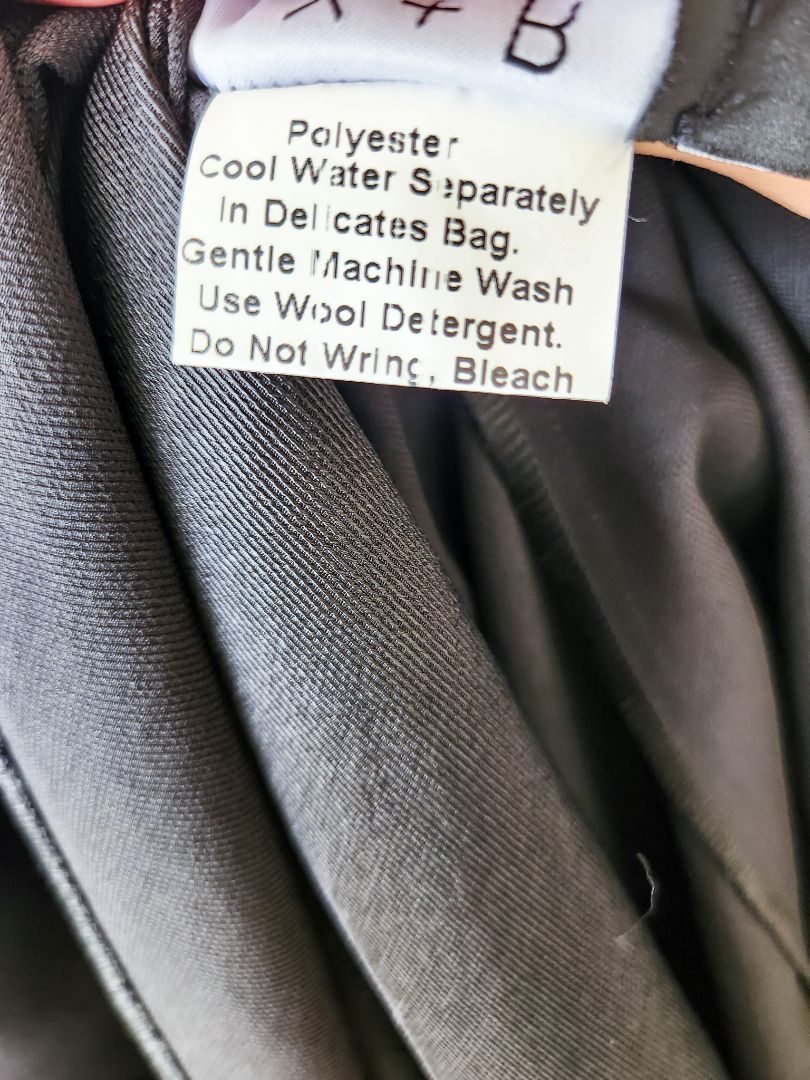 B
Polyester
Cool Water Separately
In Delicates Bag.
Gentle Machine Wash
Use Wool Detergent.
Do Not Wring, Bleach